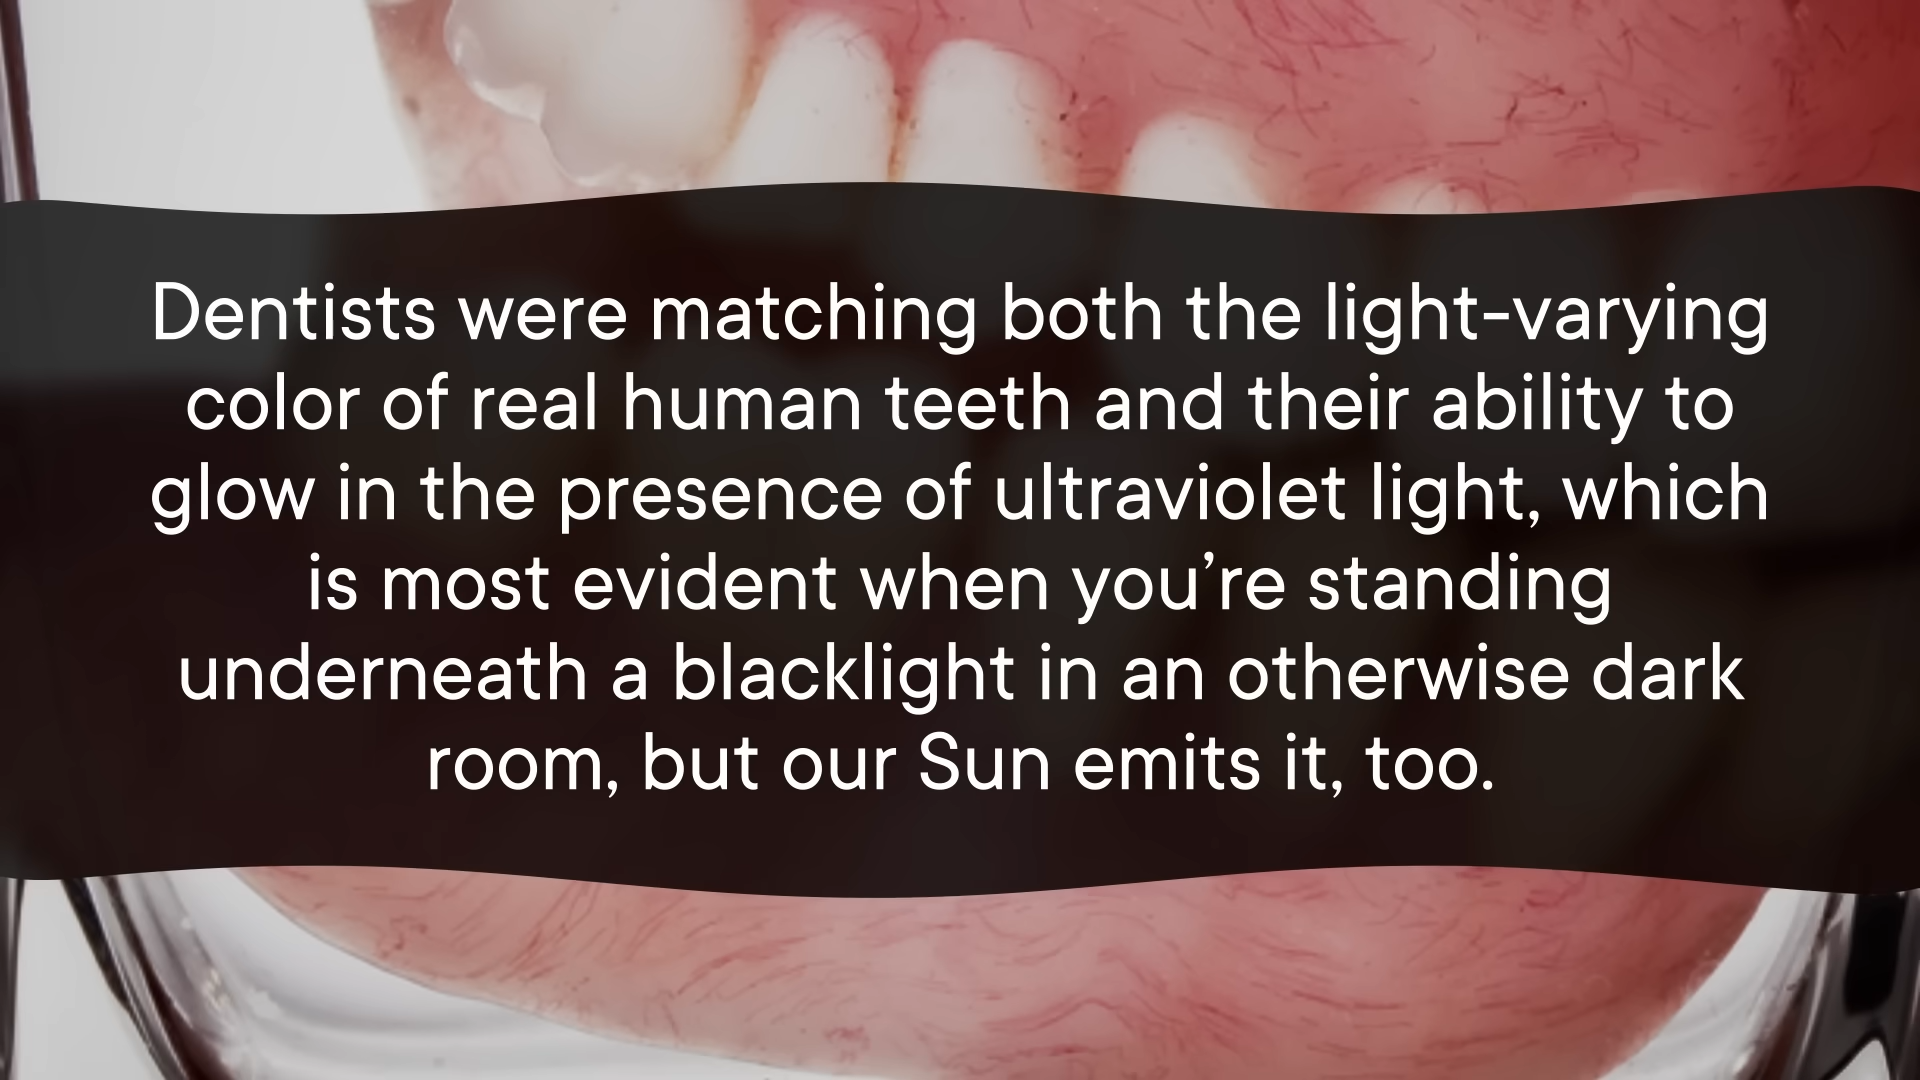 Dentists were matching both the light-varying
color of real human teeth and their ability to
glow in the presence of ultraviolet light, which
is most evident when you’re standing
underneath a blacklight in an otherwise dark
room, but our Sun emits it, too.